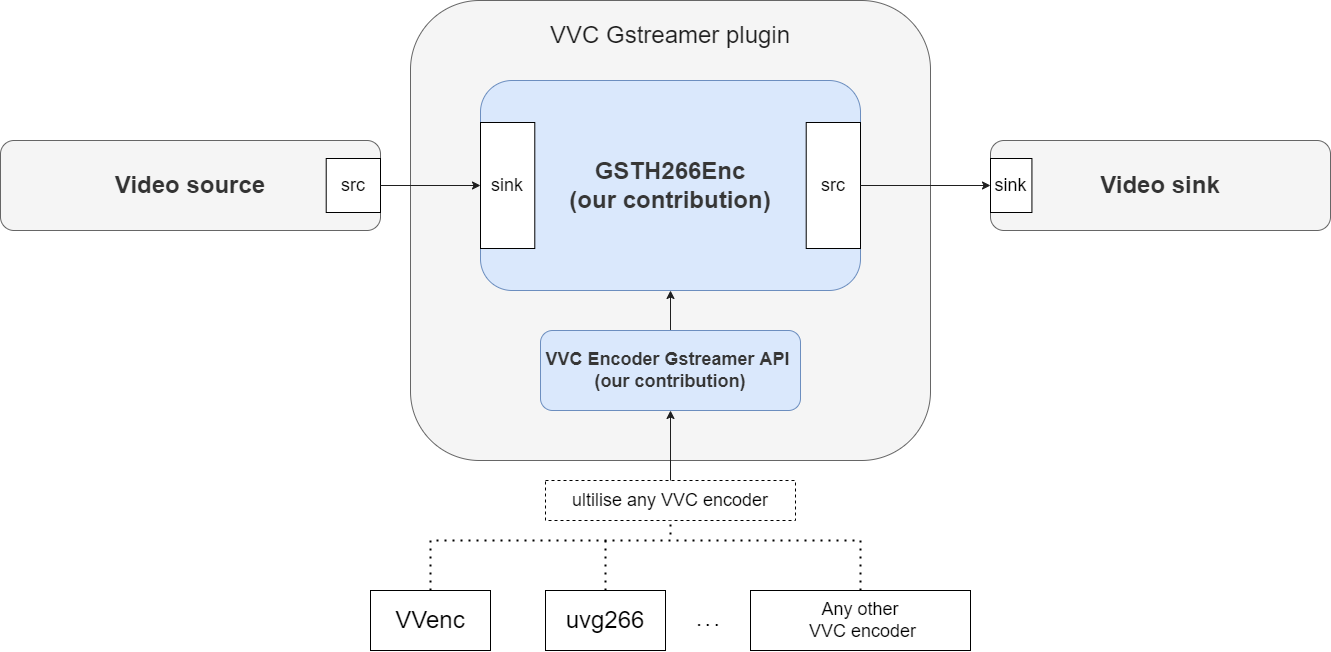 VVC Gstreamer plugin
Video source
src
sink
GSTH266Enc
(our contribution)
src
sink
Video sink
VVC Encoder Gstreamer API
(our contribution)
ultilise any VVC encoder
VVenc
uvg266
...
Any other
VVC encoder